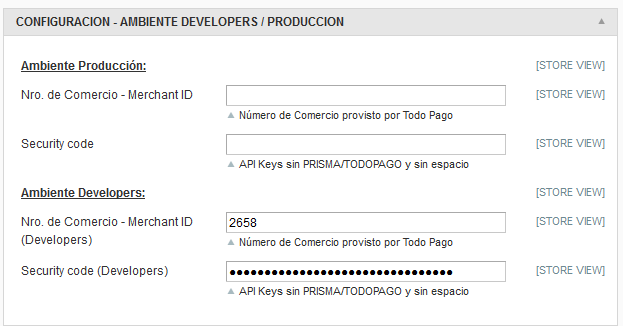 CONFIGURACION - AMBIENTE DEVELOPERS / PRODUCCION
Ambiente Producción: [STORE VIEW]
Nro. de Comercio - Merchant ID [STORE VIEW]
Número de Comercio provisto por Todo Pago
Security code [STORE VIEW]
API Keys sin PRISMA/TODOPAGO y sin espacio
Ambiente Developers: [STORE VIEW]
Nro. de Comercio - Merchant ID (Developers) 2658 [STORE VIEW]
Número de Comercio provisto por Todo Pago
Security code (Developers) ●●●●●●●●●●●●●●●●●●●●●●●●●●●●●●●● [STORE VIEW]
API Keys sin PRISMA/TODOPAGO y sin espacio